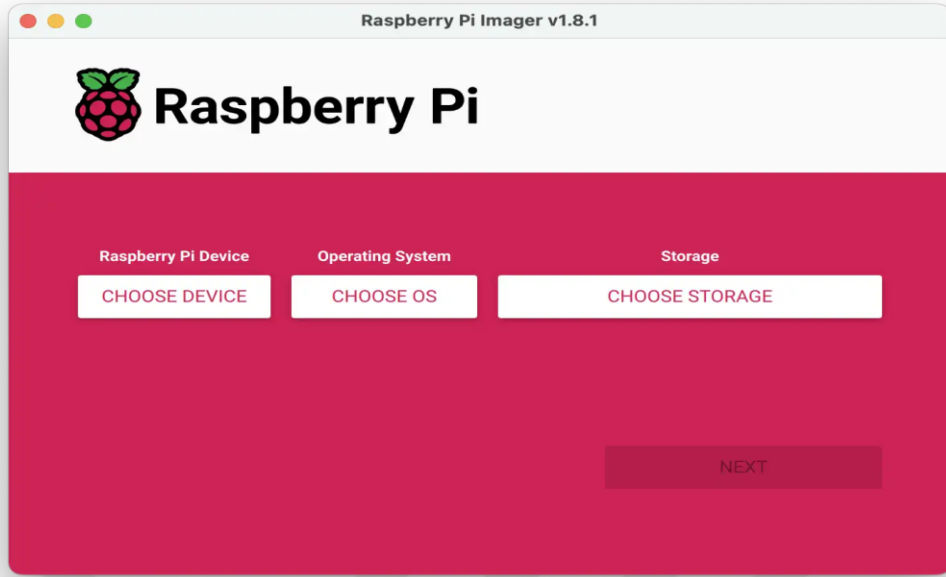 Raspberry Pi Imager v1.8.1
Raspberry Pi
Raspberry Pi Device
Operating System
Storage
CHOOSE DEVICE
CHOOSE OS
CHOOSE STORAGE
NEXT